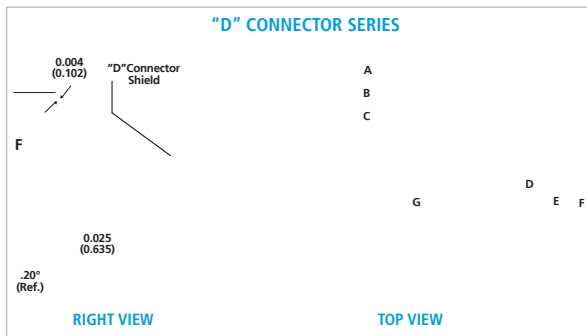 “D” CONNECTOR SERIES
0.004
(0.102)
“D”Connector
Shield
F
0.025
(0.635)
.20°
(Ref.)
RIGHT VIEW
A
B
C
D
E
F
G
TOP VIEW